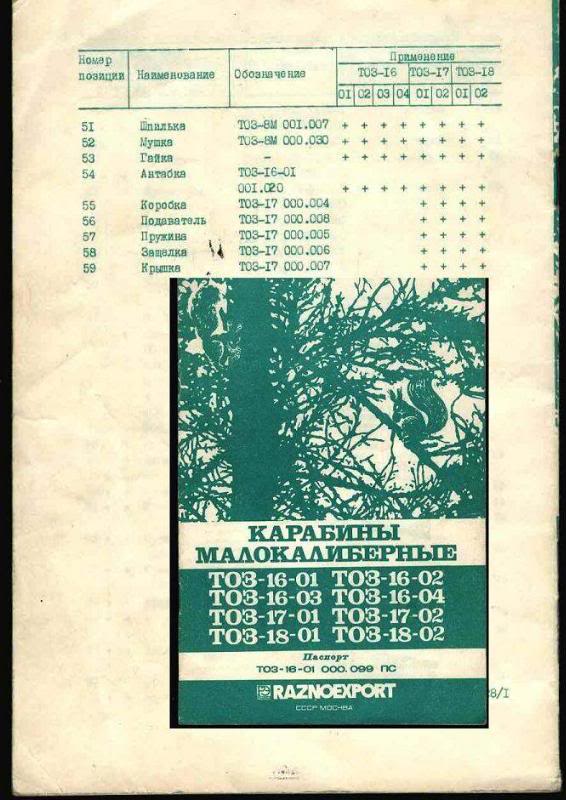 Номер
позиции Наименование Обозначение Применение
ТОЗ-16 ТОЗ-17 ТОЗ-18
01 02 03 04 01 02 01 02
51 Шпилька ТОЗ-8М 001.007 + + + + + + + +
52 Мушка ТОЗ-8М 000.030 + + + + + + + +
53 Гайка – + + + + + + + +
54 Антабка ТОЗ-16-01
001.020 + + + + + + + +
55 Коробка ТОЗ-17 000.004 + + + +
56 Подаватель ТОЗ-17 000.008 + + + +
57 Пружина ТОЗ-17 000.005 + + + +
58 Защелка ТОЗ-17 000.006 + + + +
59 Крышка ТОЗ-17 000.007 + + + +
КАРАБИНЫ
МАЛОКАЛИБЕРНЫЕ
ТОЗ-16-01 ТОЗ-16-02
ТОЗ-16-03 ТОЗ-16-04
ТОЗ-17-01 ТОЗ-17-02
ТОЗ-18-01 ТОЗ-18-02
Паспорт
ТОЗ-16-01 000.099 ПС
RAZNOEXPORT
СССР МОСКВА
8/I